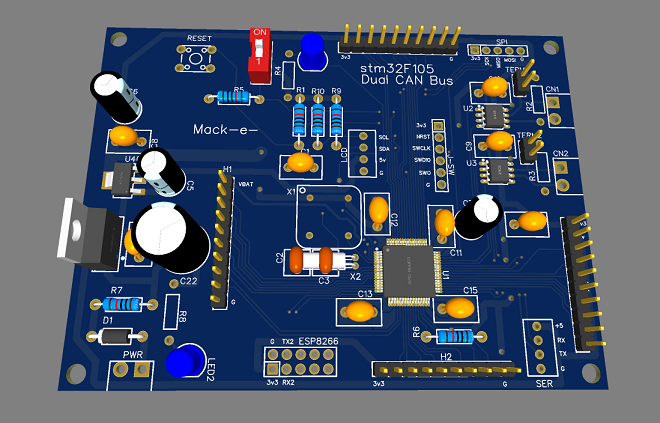 RESET
ON
1
R4
stm32F105
Dual CAN Bus
3v3
G
SPI
3v3
SCK
MOSI
G
TERM
CN1
R2
U2
C9
TERM
CN2
R3
U3
R5
R1
R10
R9
Mack-e-
LCD
SCL
SDA
5v
G
3v3
NRST
SWCLK
SWDIO
SWO
G
U4
C5
H1
VBAT
G
X1
C12
C11
C2
C3
X2
U1
C22
C13
C15
R7
R8
D1
PWR
LED2
G
TX2
ESP8266
3v3
RX2
R6
H2
3v3
G
+5
RX
TX
G
SER
3v3
G